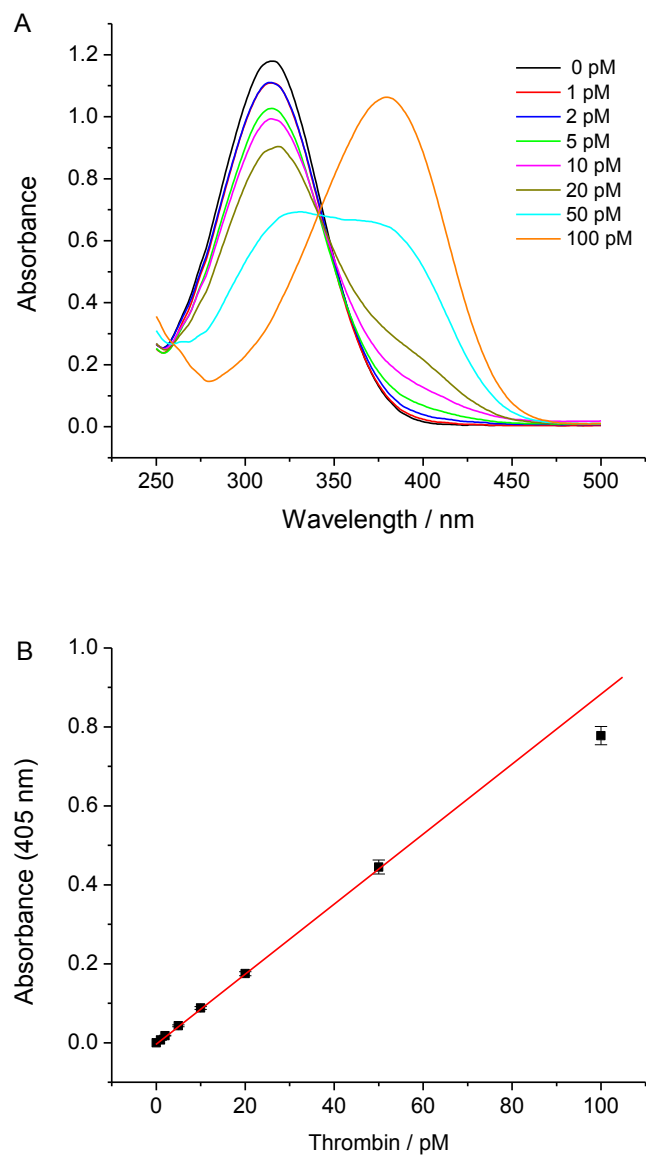 A
1.2
1.0
0.8
0.6
0.4
0.2
0.0
Absorbance
0 pM
1 pM
2 pM
5 pM
10 pM
20 pM
50 pM
100 pM
250 300 350 400 450 500
Wavelength / nm
B
1.0
0.8
0.6
0.4
0.2
0.0
Absorbance (405 nm)
0 20 40 60 80 100
Thrombin / pM